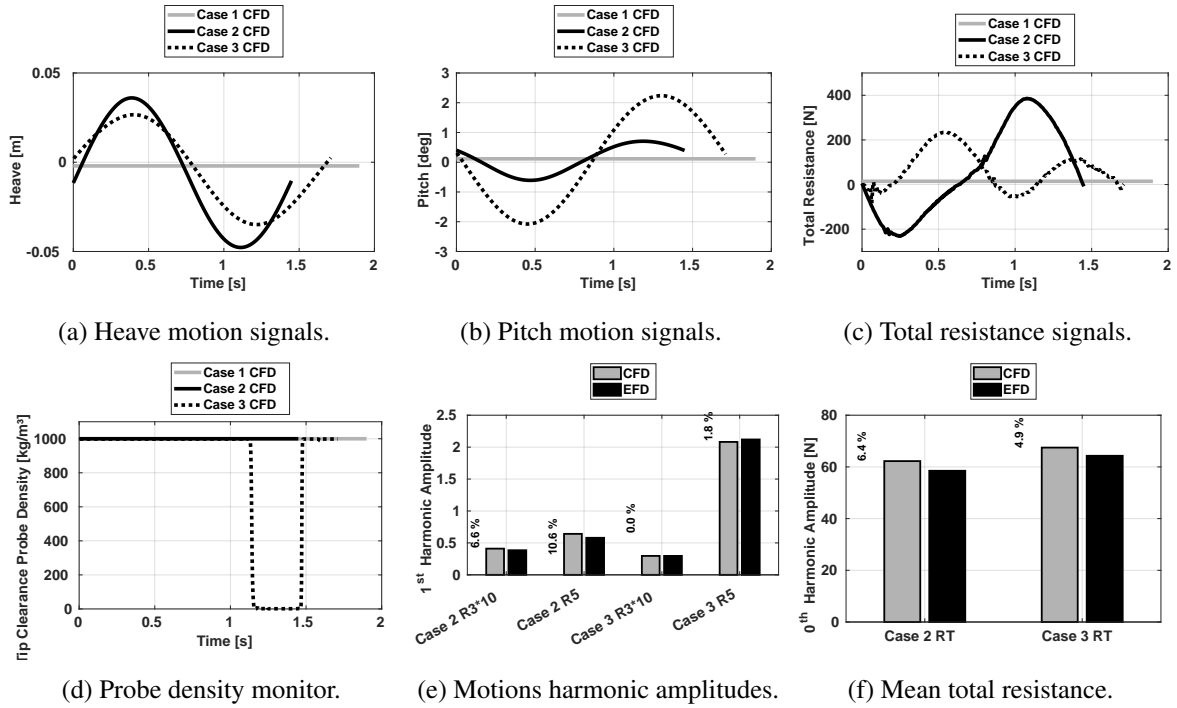 Case 1 CFD
Case 2 CFD
Case 3 CFD
0.05
0
-0.05
Heave [m]
0 0.5 1 1.5 2
Time [s]
(a) Heave motion signals.
Case 1 CFD
Case 2 CFD
Case 3 CFD
3
2
1
0
-1
-2
-3
Pitch [deg]
0 0.5 1 1.5 2
Time [s]
(b) Pitch motion signals.
Case 1 CFD
Case 2 CFD
Case 3 CFD
400
200
0
-200
Total Resistance [N]
0 0.5 1 1.5 2
Time [s]
(c) Total resistance signals.
Case 1 CFD
Case 2 CFD
Case 3 CFD
1000
800
600
400
200
0
Tip Clearance Probe Density [kg/m³]
0 0.5 1 1.5 2
Time [s]
(d) Probe density monitor.
CFD
EFD
2.5
2
1.5
1
0.5
0
1st Harmonic Amplitude
6.6 %
10.6 %
0.0 %
1.8 %
Case 2 R3*10
Case 2 R5
Case 3 R3*10
Case 3 R5
(e) Motions harmonic amplitudes.
CFD
EFD
80
60
40
20
0
0th Harmonic Amplitude [N]
6.4 %
4.9 %
Case 2 RT
Case 3 RT
(f) Mean total resistance.